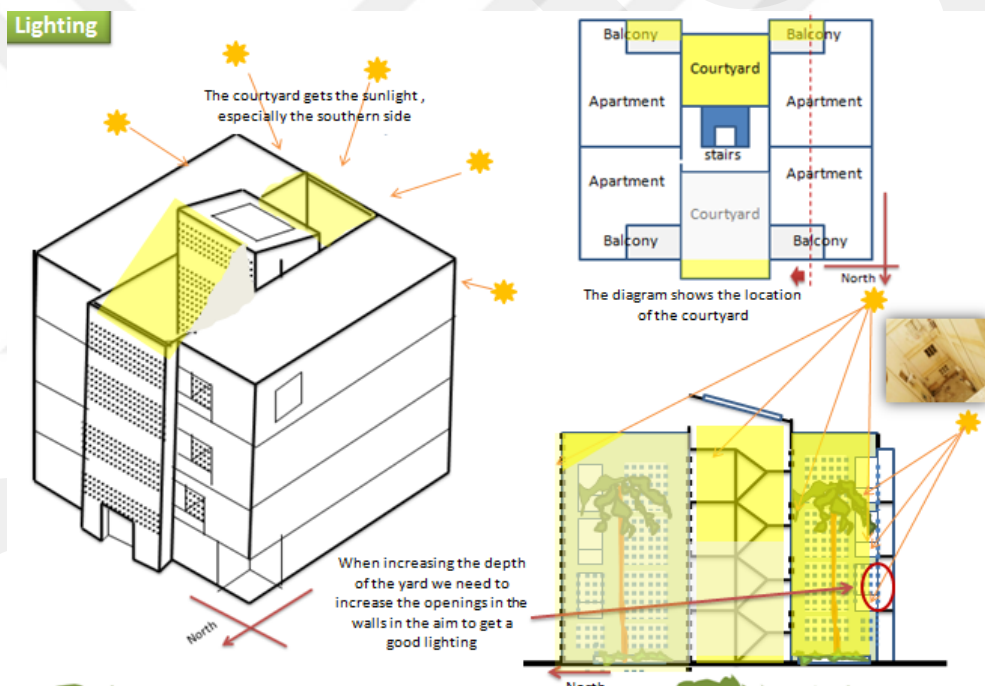 Lighting
The courtyard gets the sunlight ,
especially the southern side
Balcony
Balcony
Courtyard
Apartment
Apartment
stairs
Apartment
Apartment
Courtyard
Balcony
Balcony
North
The diagram shows the location
of the courtyard
When increasing the depth
of the yard we need to
increase the openings in the
walls in the aim to get a
good lighting
North
North